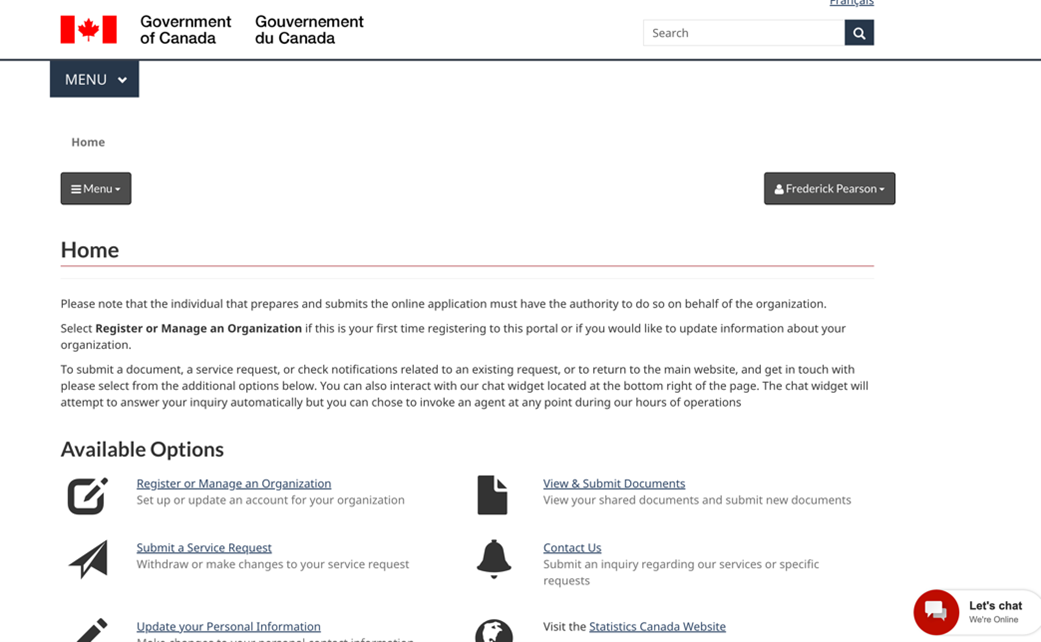 Français
Government
of Canada
Gouvernement
du Canada
Search
MENU
Home
Menu
Frederick Pearson
Home
Please note that the individual that prepares and submits the online application must have the authority to do so on behalf of the organization.
Select Register or Manage an Organization if this is your first time registering to this portal or if you would like to update information about your
organization.
To submit a document, a service request, or check notifications related to an existing request, or to return to the main website, and get in touch with
please select from the additional options below. You can also interact with our chat widget located at the bottom right of the page. The chat widget will
attempt to answer your inquiry automatically but you can chose to invoke an agent at any point during our hours of operations
Available Options
Register or Manage an Organization
Set up or update an account for your organization
View & Submit Documents
View your shared documents and submit new documents
Submit a Service Request
Withdraw or make changes to your service request
Contact Us
Submit an inquiry regarding our services or specific
requests
Update your Personal Information
Make changes to your personal contact information
Visit the Statistics Canada Website
Let's chat
We're Online